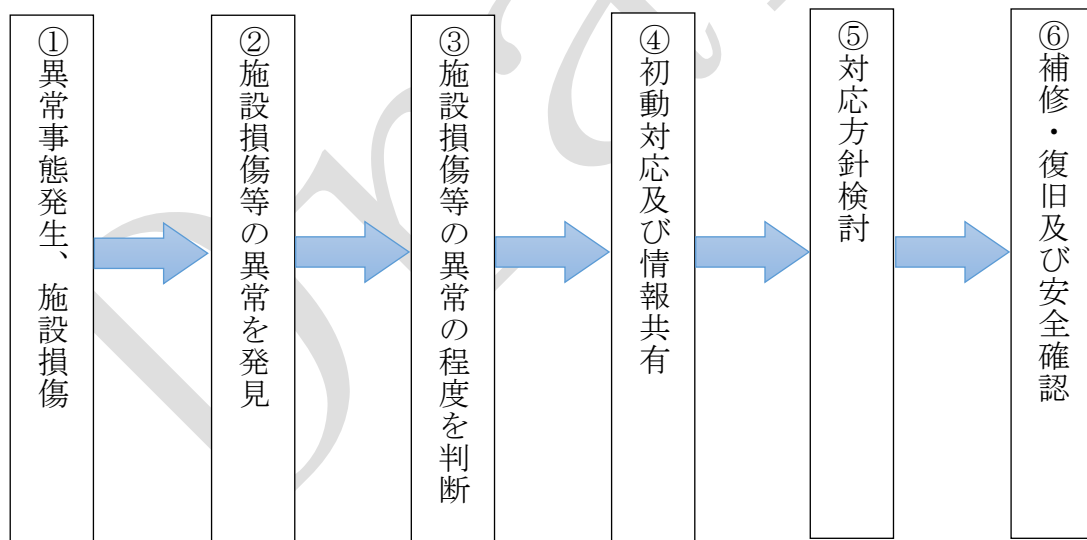 ①異常事態発生、施設損傷
②施設損傷等の異常を発見
③施設損傷等の異常の程度を判断
④初動対応及び情報共有
⑤対応方針検討
⑥補修・復旧及び安全確認